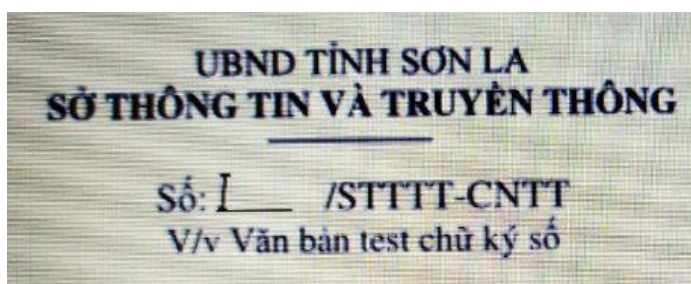 UBND TỈNH SƠN LA
SỞ THÔNG TIN VÀ TRUYỀN THÔNG
Số: ___ /STTTT-CNTT
V/v Văn bản test chữ ký số